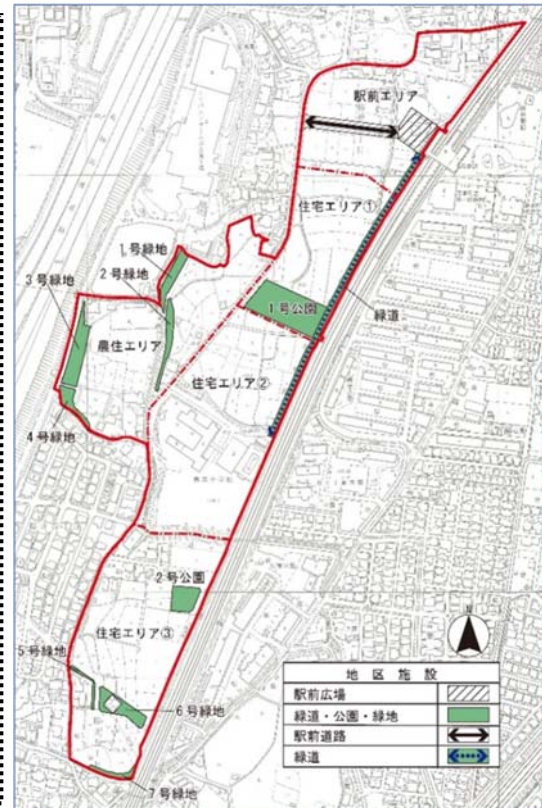 駅前エリア
住宅エリア①
1号緑地
2号緑地
3号緑地
1号公園
緑道
農住エリア
住宅エリア②
4号緑地
2号公園
住宅エリア③
N
5号緑地
6号緑地
7号緑地
地区施設
駅前広場
緑道・公園・緑地
駅前道路
緑道